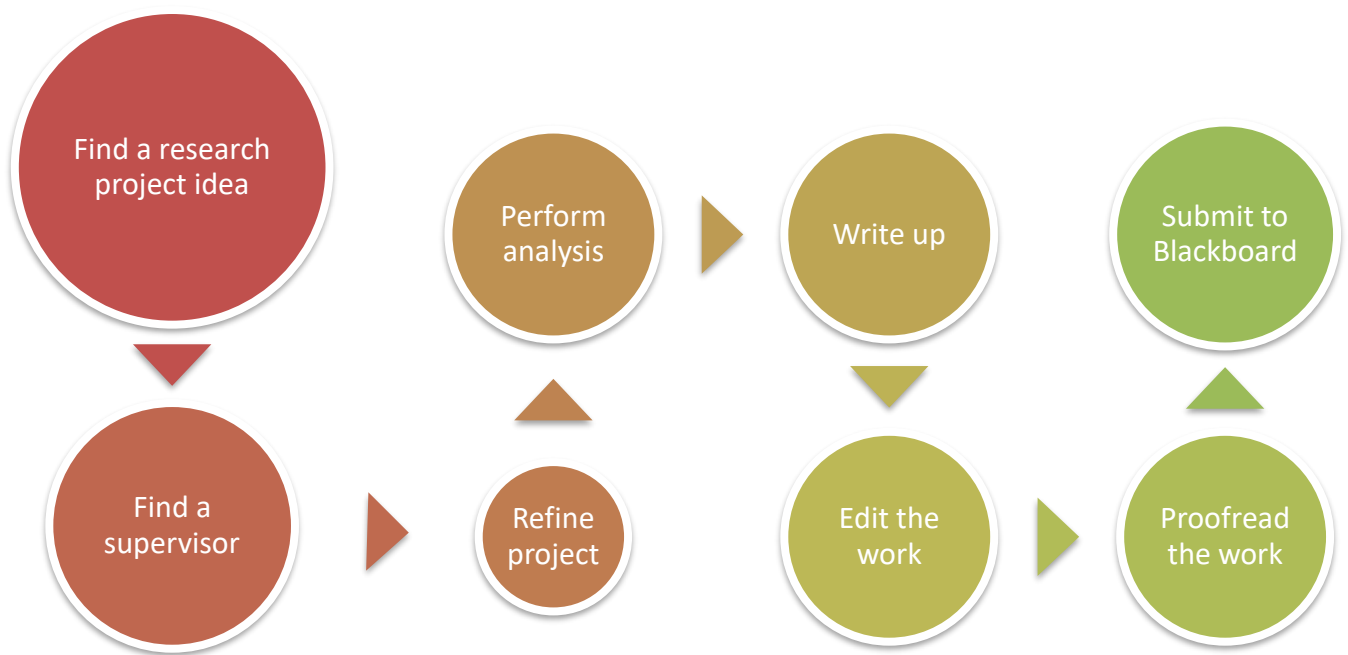 Find a research
project idea
Find a
supervisor
Refine
project
Perform
analysis
Write up
Edit the
work
Proofread
the work
Submit to
Blackboard